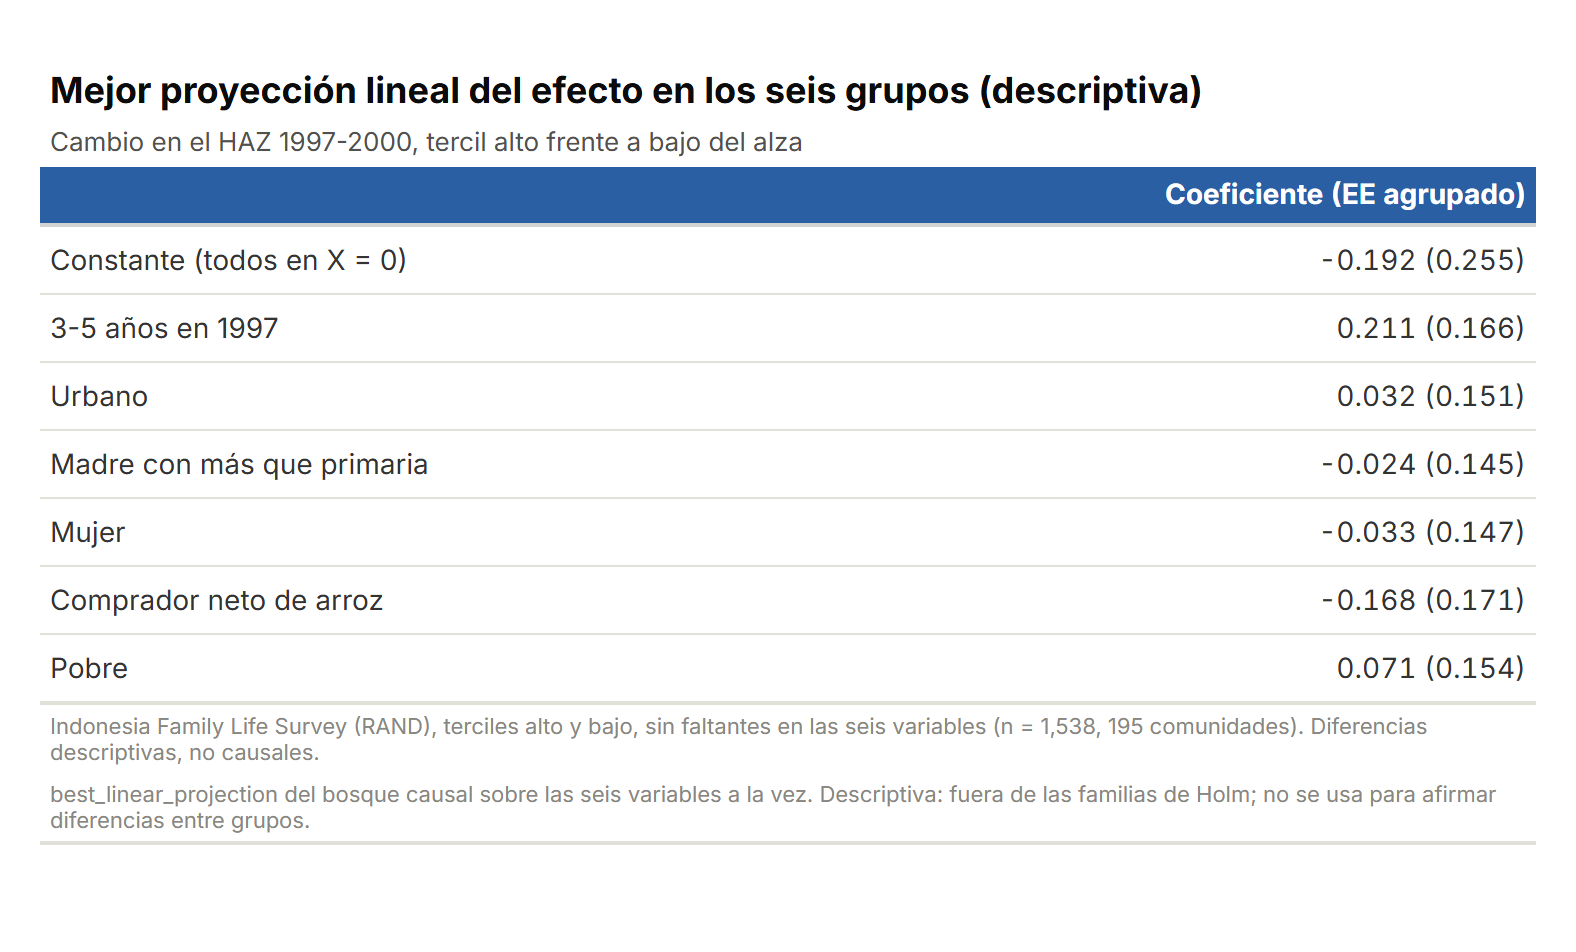 Mejor proyección lineal del efecto en los seis grupos (descriptiva)
Cambio en el HAZ 1997-2000, tercil alto frente a bajo del alza
Coeficiente (EE agrupado)
Constante (todos en X = 0) -0.192 (0.255)
3-5 años en 1997 0.211 (0.166)
Urbano 0.032 (0.151)
Madre con más que primaria -0.024 (0.145)
Mujer -0.033 (0.147)
Comprador neto de arroz -0.168 (0.171)
Pobre 0.071 (0.154)
Indonesia Family Life Survey (RAND), terciles alto y bajo, sin faltantes en las seis variables (n = 1,538, 195 comunidades). Diferencias
descriptivas, no causales.
best_linear_projection del bosque causal sobre las seis variables a la vez. Descriptiva: fuera de las familias de Holm; no se usa para afirmar
diferencias entre grupos.